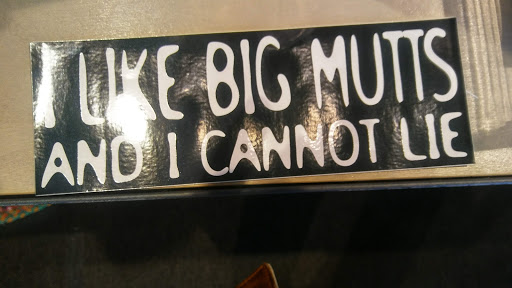 I LIKE BIG MUTTS
AND I CANNOT LIE